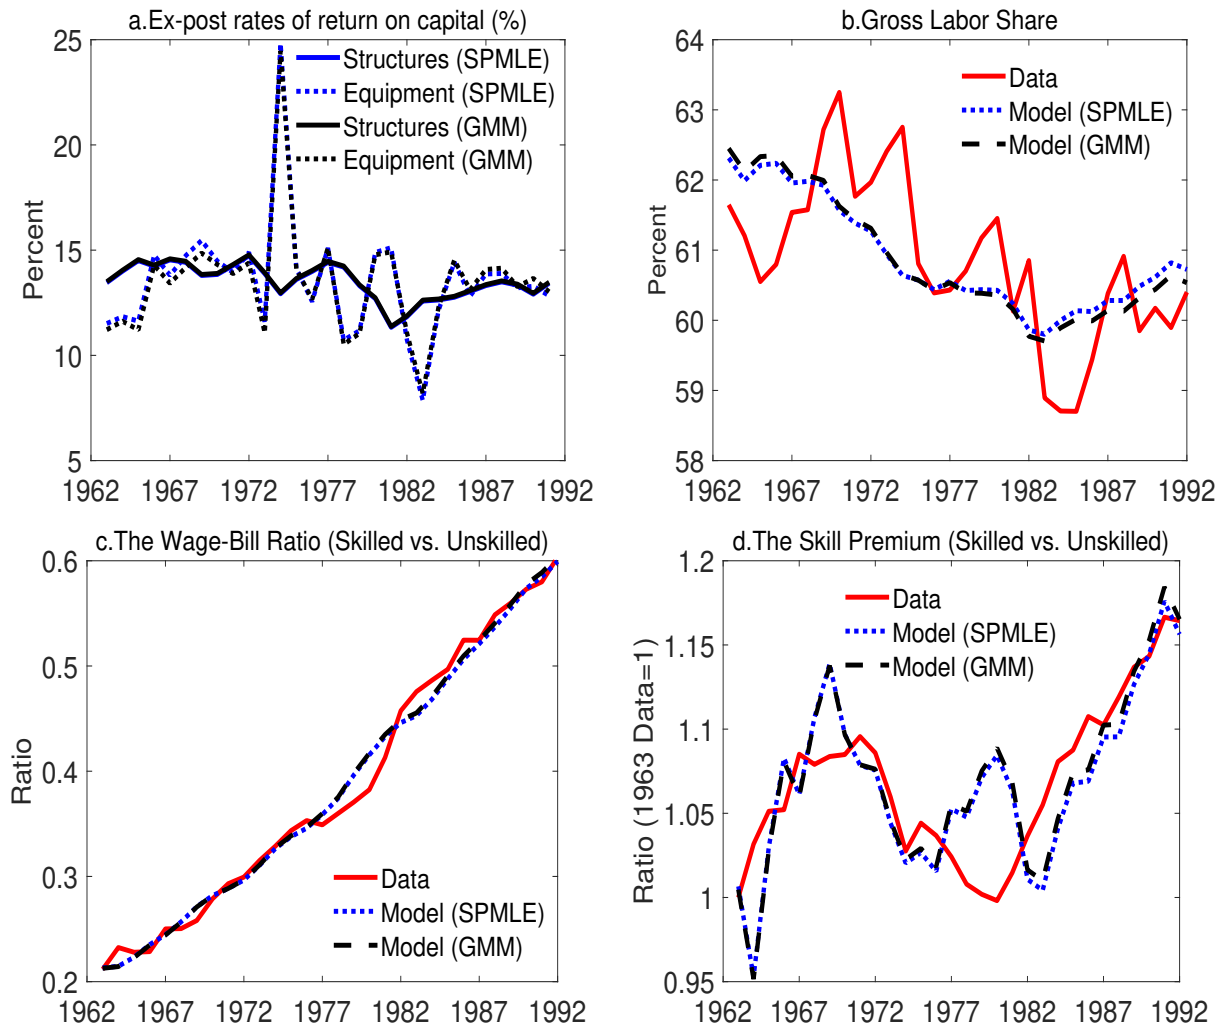 a.Ex-post rates of return on capital (%)
25
20
15
10
5
Percent
Structures (SPMLE)
Equipment (SPMLE)
Structures (GMM)
Equipment (GMM)
1962 1967 1972 1977 1982 1987 1992
b.Gross Labor Share
64
63
62
61
60
59
58
Percent
Data
Model (SPMLE)
Model (GMM)
1962 1967 1972 1977 1982 1987 1992
c.The Wage-Bill Ratio (Skilled vs. Unskilled)
0.6
0.5
0.4
0.3
0.2
Ratio
Data
Model (SPMLE)
Model (GMM)
1962 1967 1972 1977 1982 1987 1992
d.The Skill Premium (Skilled vs. Unskilled)
1.2
1.15
1.1
1.05
1
0.95
Ratio (1963 Data=1)
Data
Model (SPMLE)
Model (GMM)
1962 1967 1972 1977 1982 1987 1992